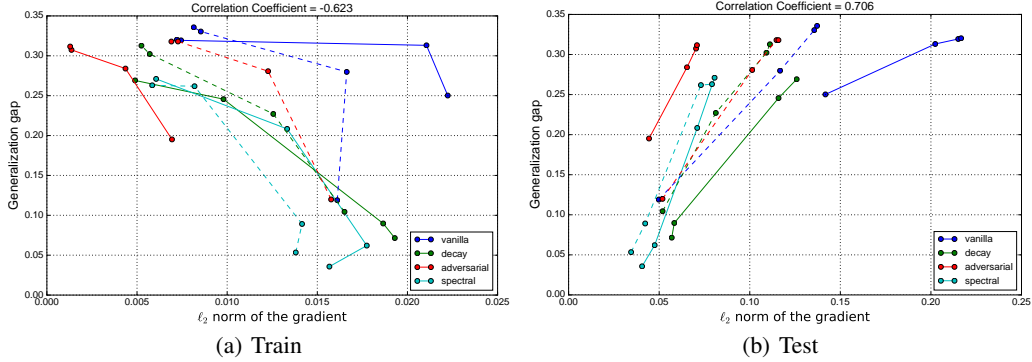 Correlation Coefficient = -0.623
0.35
0.30
0.25
0.20
0.15
0.10
0.05
0.00
Generalization gap
0.000
0.005
0.010
0.015
0.020
0.025
ℓ₂ norm of the gradient
vanilla
decay
adversarial
spectral
(a) Train
Correlation Coefficient = 0.706
0.35
0.30
0.25
0.20
0.15
0.10
0.05
0.00
Generalization gap
0.00
0.05
0.10
0.15
0.20
0.25
ℓ₂ norm of the gradient
vanilla
decay
adversarial
spectral
(b) Test